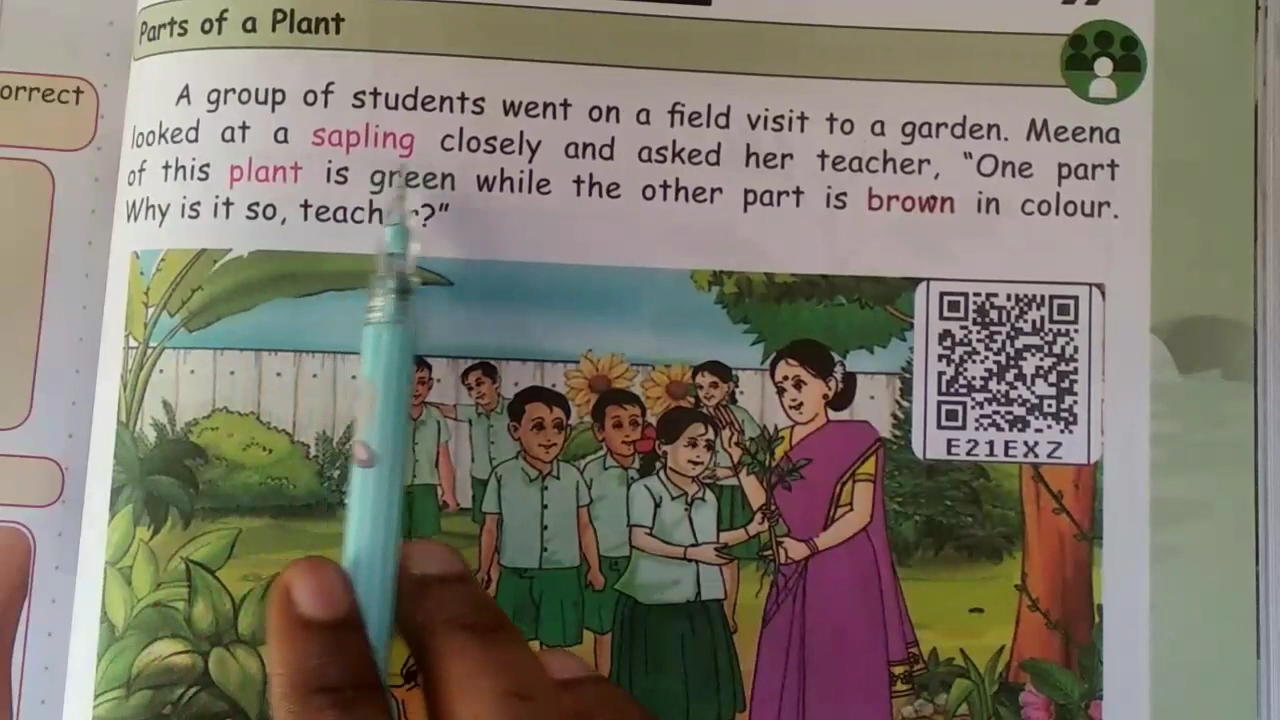 Parts of a Plant
orrect
A group of students went on a field visit to a garden. Meena
looked at a sapling closely and asked her teacher, "One part
of this plant is green while the other part is brown in colour.
Why is it so, teach r?"
E21EXZ